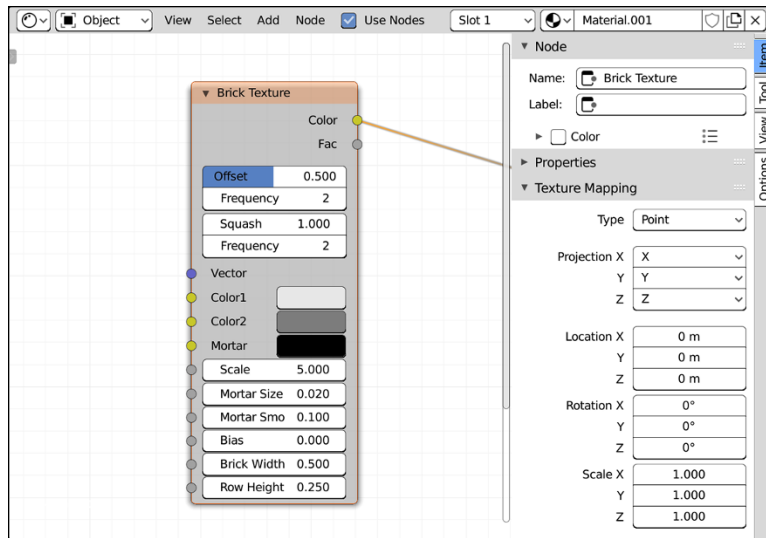 Object View Select Add Node Use Nodes Slot 1 Material.001
Node
Name: Brick Texture
Label:
Color
Properties
Texture Mapping
Type Point
Projection X X
Y Y
Z Z
Location X 0 m
Y 0 m
Z 0 m
Rotation X 0°
Y 0°
Z 0°
Scale X 1.000
Y 1.000
Z 1.000
Item
Tool
View
Options
Brick Texture
Color
Fac
Offset 0.500
Frequency 2
Squash 1.000
Frequency 2
Vector
Color1
Color2
Mortar
Scale 5.000
Mortar Size 0.020
Mortar Smo 0.100
Bias 0.000
Brick Width 0.500
Row Height 0.250